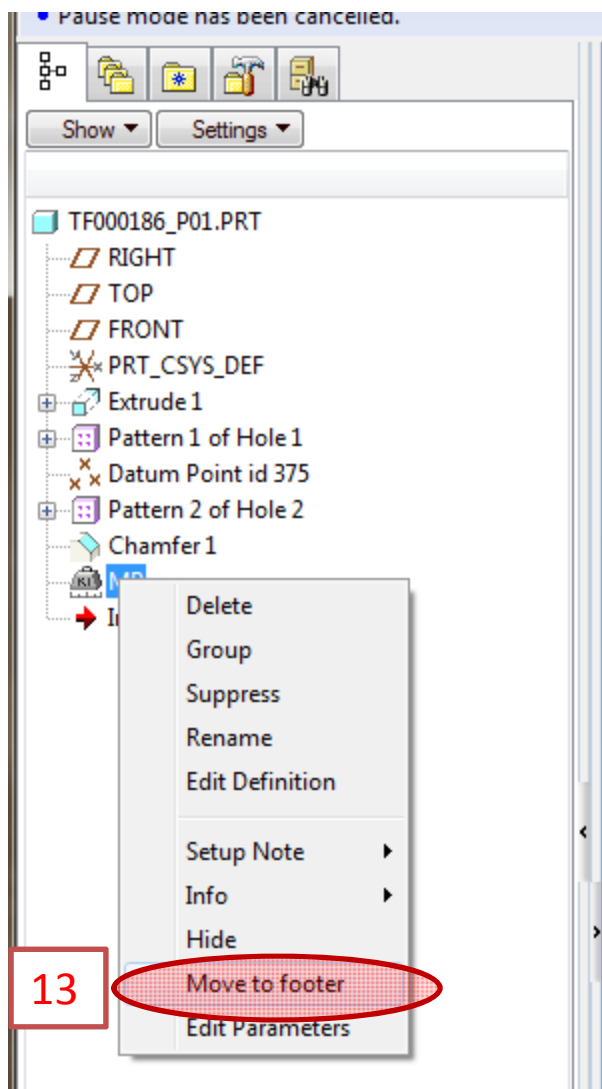 Pause mode has been cancelled.
Show Settings
TF000186_P01.PRT
RIGHT
TOP
FRONT
PRT_CSYS_DEF
Extrude 1
Pattern 1 of Hole 1
Datum Point id 375
Pattern 2 of Hole 2
Chamfer 1
Delete
Group
Suppress
Rename
Edit Definition
Setup Note
Info
Hide
13 Move to footer
Edit Parameters